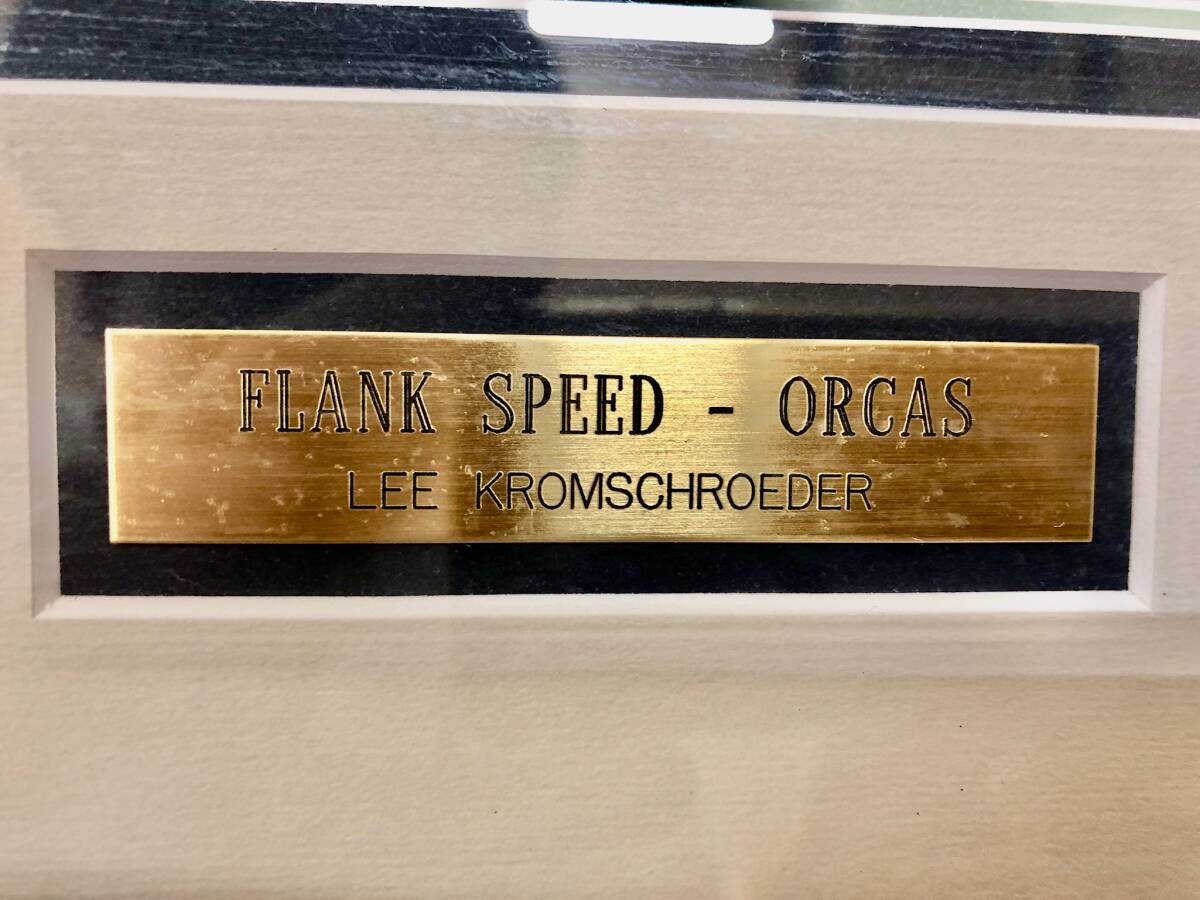 FLANK SPEED - ORCAS
LEE KROMSCHROEDER